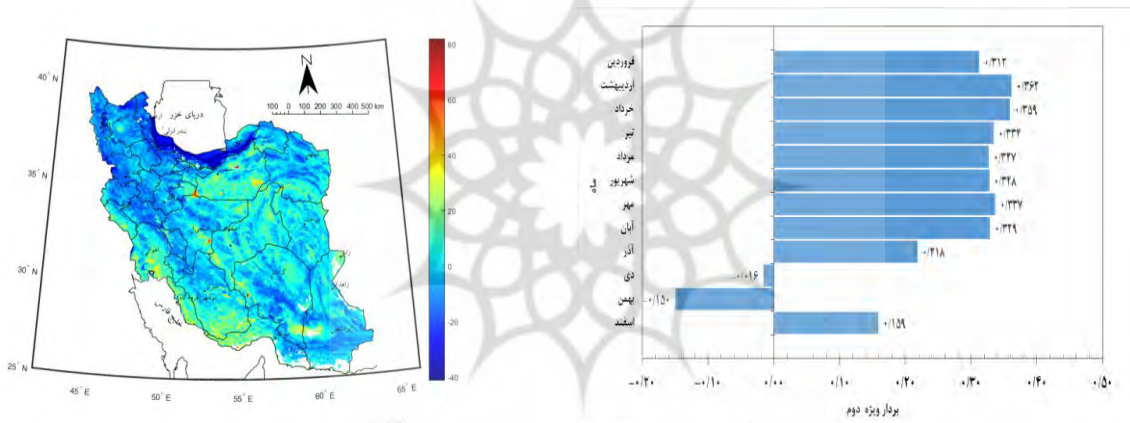 40° N
35° N
30° N
25° N
45° E
50° E
55° E
60° E
65° E
N
100 0 100 200 300 400 500 km
دریای خزر
بندر انزلی
80
60
40
20
0
-20
-40
ماه
فروردین ۰/۳۱۲
اردیبهشت ۰/۳۶۲
خرداد ۰/۳۵۹
تیر ۰/۳۳۴
مرداد ۰/۳۲۷
شهریور ۰/۳۲۸
مهر ۰/۳۳۷
آبان ۰/۳۲۹
آذر ۰/۲۱۸
دی -۰/۰۱۶
بهمن -۰/۱۵۰
اسفند ۰/۱۵۹
-۰/۲۰ -۰/۱۰ ۰/۰۰ ۰/۱۰ ۰/۲۰ ۰/۳۰ ۰/۴۰ ۰/۵۰
بردار ویژه دوم